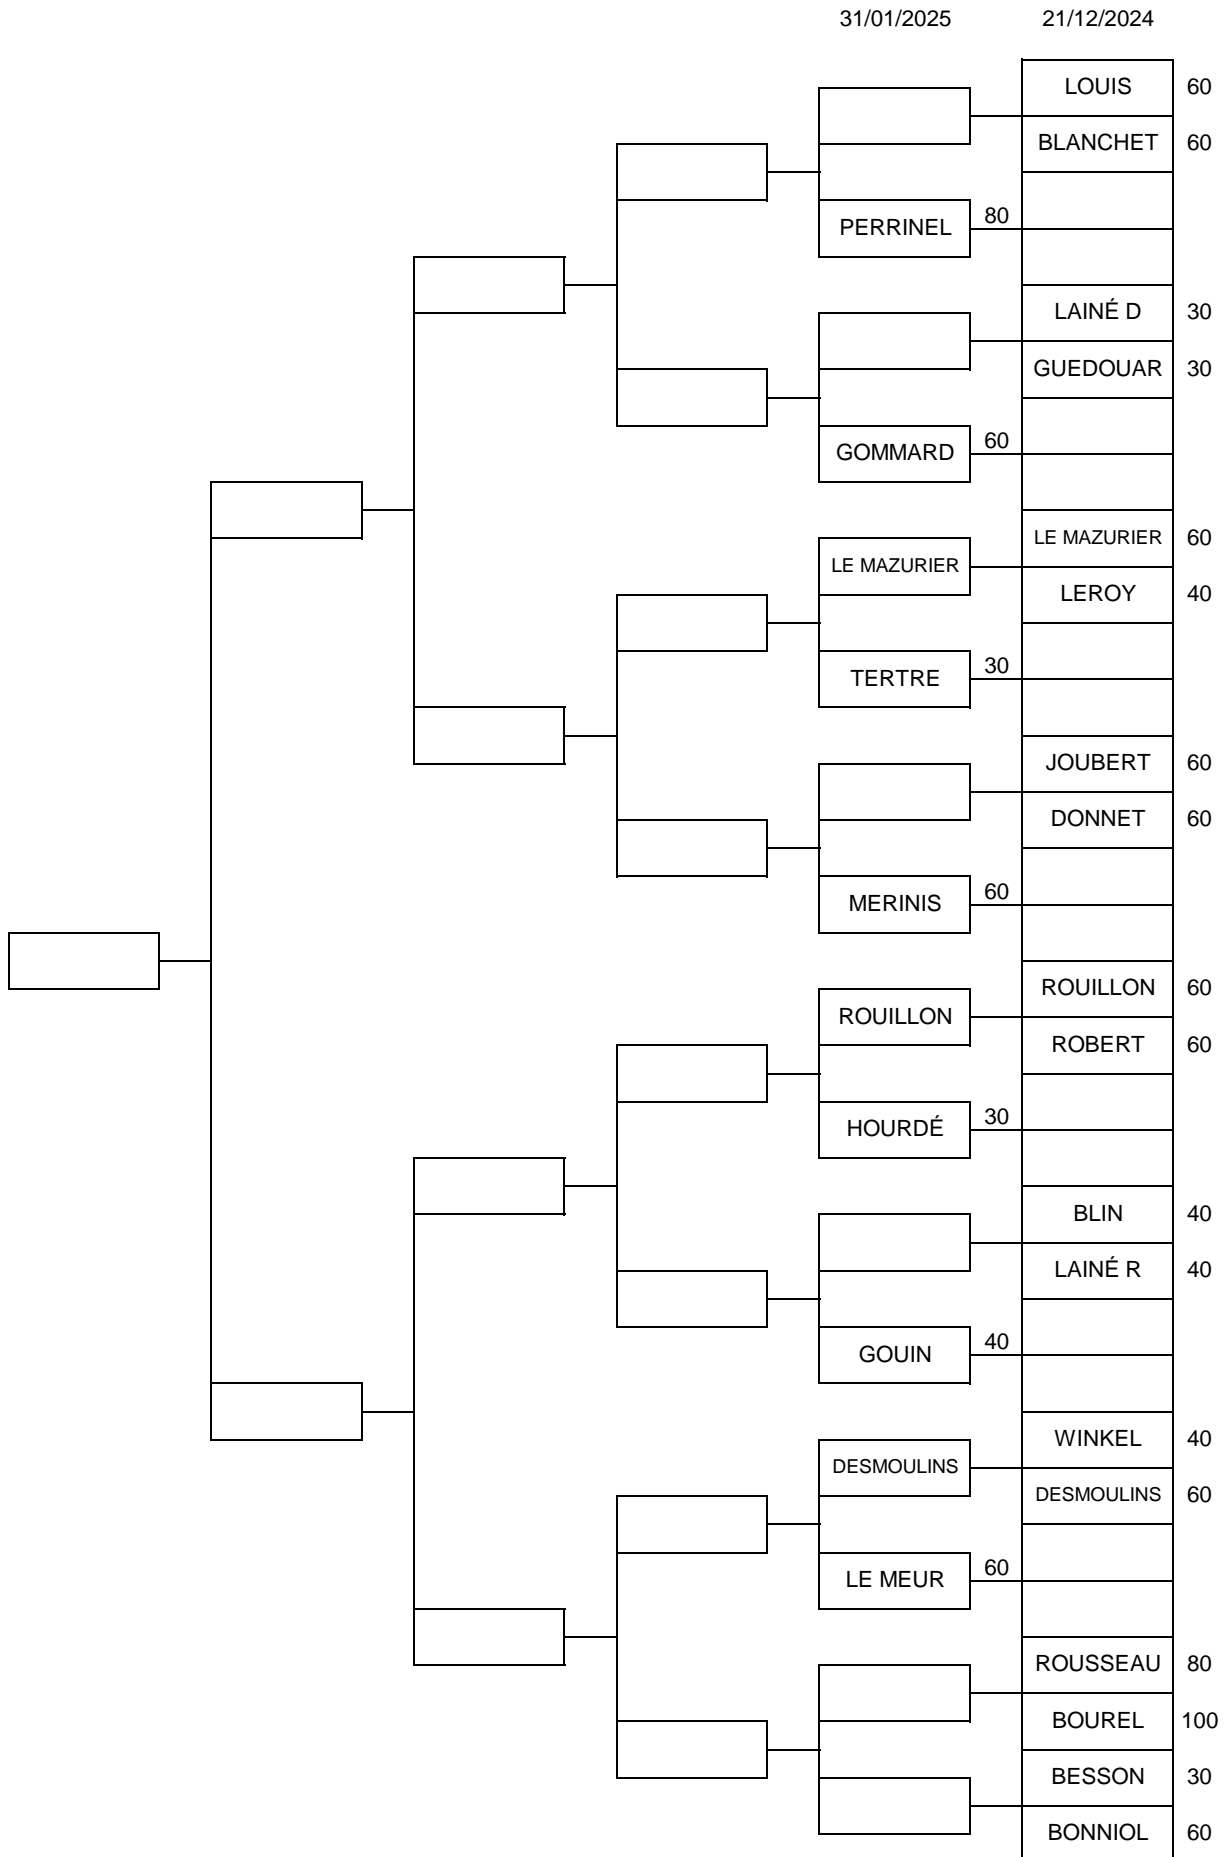 31/01/2025 21/12/2024
LOUIS 60
BLANCHET 60
PERRINEL 80
LAINÉ D 30
GUEDOUAR 30
GOMMARD 60
LE MAZURIER LE MAZURIER 60
LEROY 40
TERTRE 30
JOUBERT 60
DONNET 60
MERINIS 60
ROUILLON ROUILLON 60
ROBERT 60
HOURDÉ 30
BLIN 40
LAINÉ R 40
GOUIN 40
WINKEL 40
DESMOULINS DESMOULINS 60
LE MEUR 60
ROUSSEAU 80
BOUREL 100
BESSON 30
BONNIOL 60